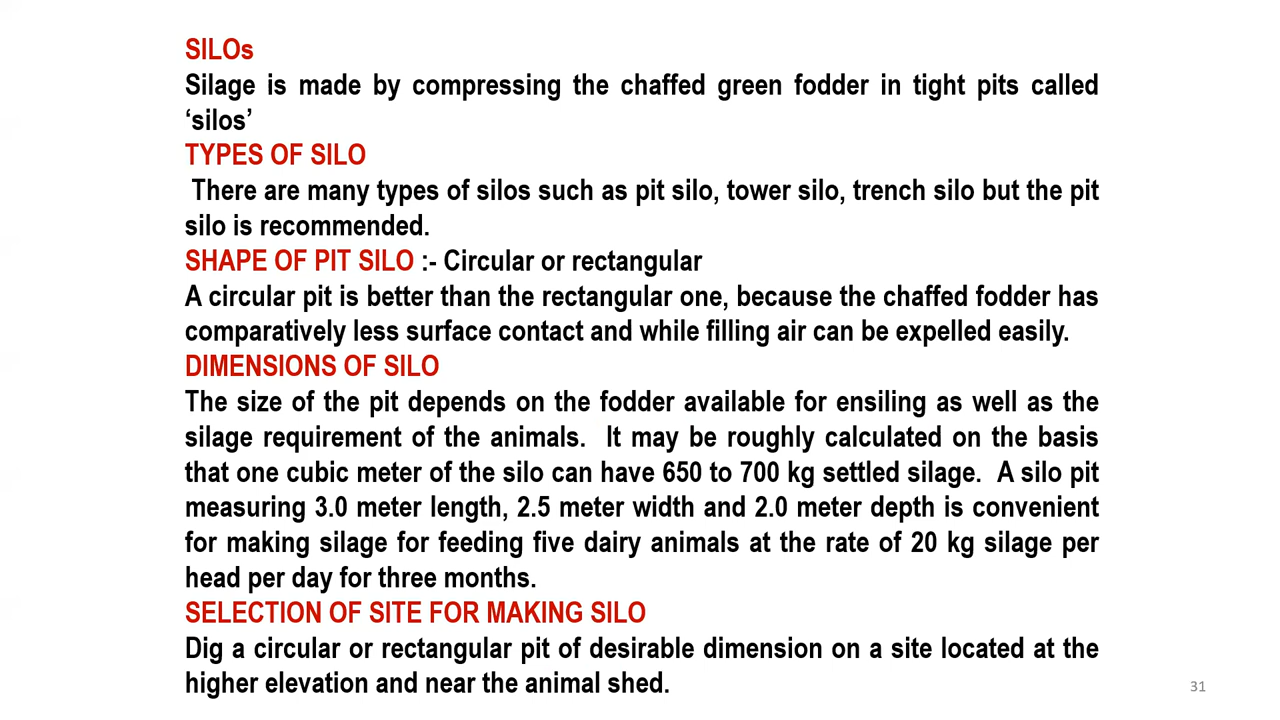 SILOs
Silage is made by compressing the chaffed green fodder in tight pits called
‘silos’
TYPES OF SILO
There are many types of silos such as pit silo, tower silo, trench silo but the pit
silo is recommended.
SHAPE OF PIT SILO :- Circular or rectangular
A circular pit is better than the rectangular one, because the chaffed fodder has
comparatively less surface contact and while filling air can be expelled easily.
DIMENSIONS OF SILO
The size of the pit depends on the fodder available for ensiling as well as the
silage requirement of the animals. It may be roughly calculated on the basis
that one cubic meter of the silo can have 650 to 700 kg settled silage. A silo pit
measuring 3.0 meter length, 2.5 meter width and 2.0 meter depth is convenient
for making silage for feeding five dairy animals at the rate of 20 kg silage per
head per day for three months.
SELECTION OF SITE FOR MAKING SILO
Dig a circular or rectangular pit of desirable dimension on a site located at the
higher elevation and near the animal shed.
31